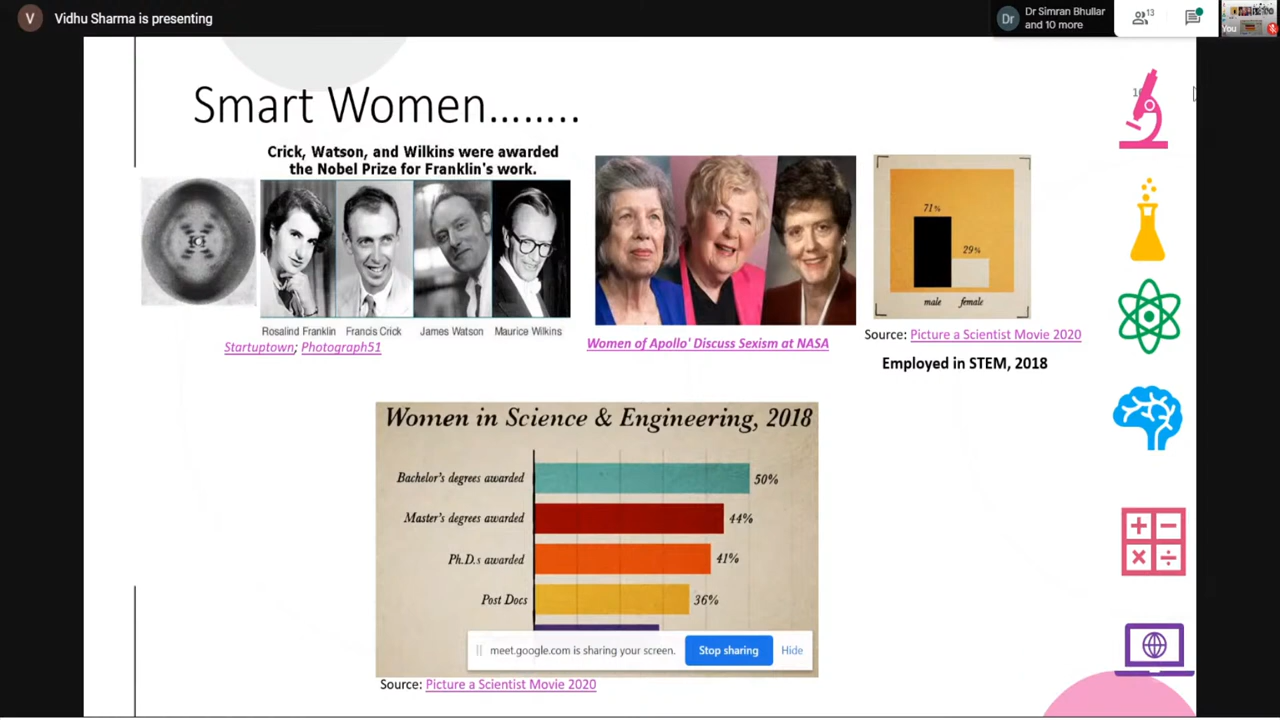 V Vidhu Sharma is presenting
Dr Dr Simran Bhullar
and 10 more
13
You
Smart Women........
Crick, Watson, and Wilkins were awarded
the Nobel Prize for Franklin's work.
Rosalind Franklin Francis Crick James Watson Maurice Wilkins
Startuptown; Photograph51
Women of Apollo' Discuss Sexism at NASA
71%
29%
male female
Source: Picture a Scientist Movie 2020
Employed in STEM, 2018
Women in Science & Engineering, 2018
Bachelor's degrees awarded 50%
Master's degrees awarded 44%
Ph.D.s awarded 41%
Post Docs 36%
meet.google.com is sharing your screen. Stop sharing Hide
Source: Picture a Scientist Movie 2020